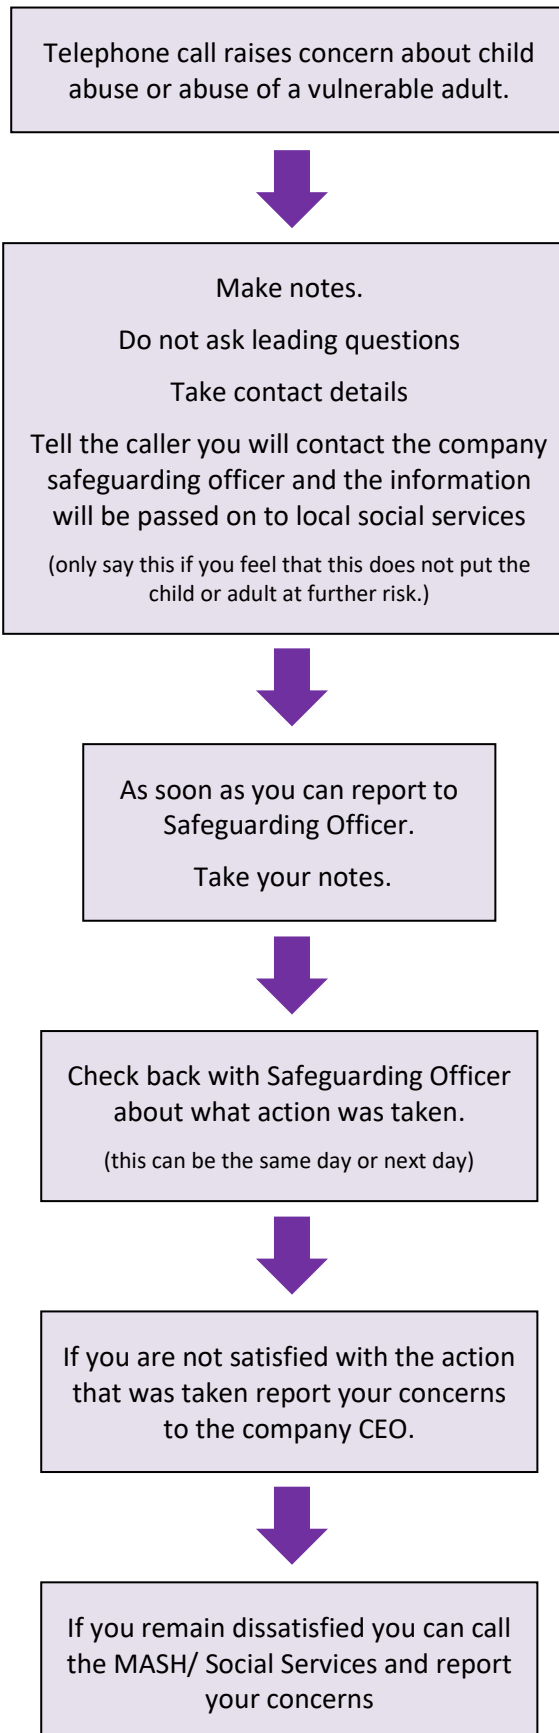 Telephone call raises concern about child
abuse or abuse of a vulnerable adult.
Make notes.
Do not ask leading questions
Take contact details
Tell the caller you will contact the company
safeguarding officer and the information
will be passed on to local social services
(only say this if you feel that this does not put the
child or adult at further risk.)
As soon as you can report to
Safeguarding Officer.
Take your notes.
Check back with Safeguarding Officer
about what action was taken.
(this can be the same day or next day)
If you are not satisfied with the action
that was taken report your concerns
to the company CEO.
If you remain dissatisfied you can call
the MASH/ Social Services and report
your concerns